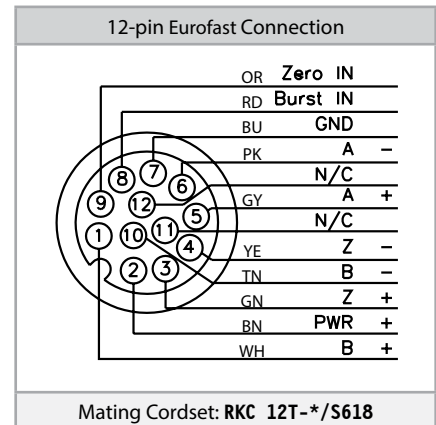 12-pin Eurofast Connection
OR Zero IN
RD Burst IN
BU GND
PK A -
N/C
GY A +
N/C
YE Z -
TN B -
GN Z +
BN PWR +
WH B +
8 7 6
9 12 5
1 10 11 4
2 3
Mating Cordset: RKC 12T-*/S618